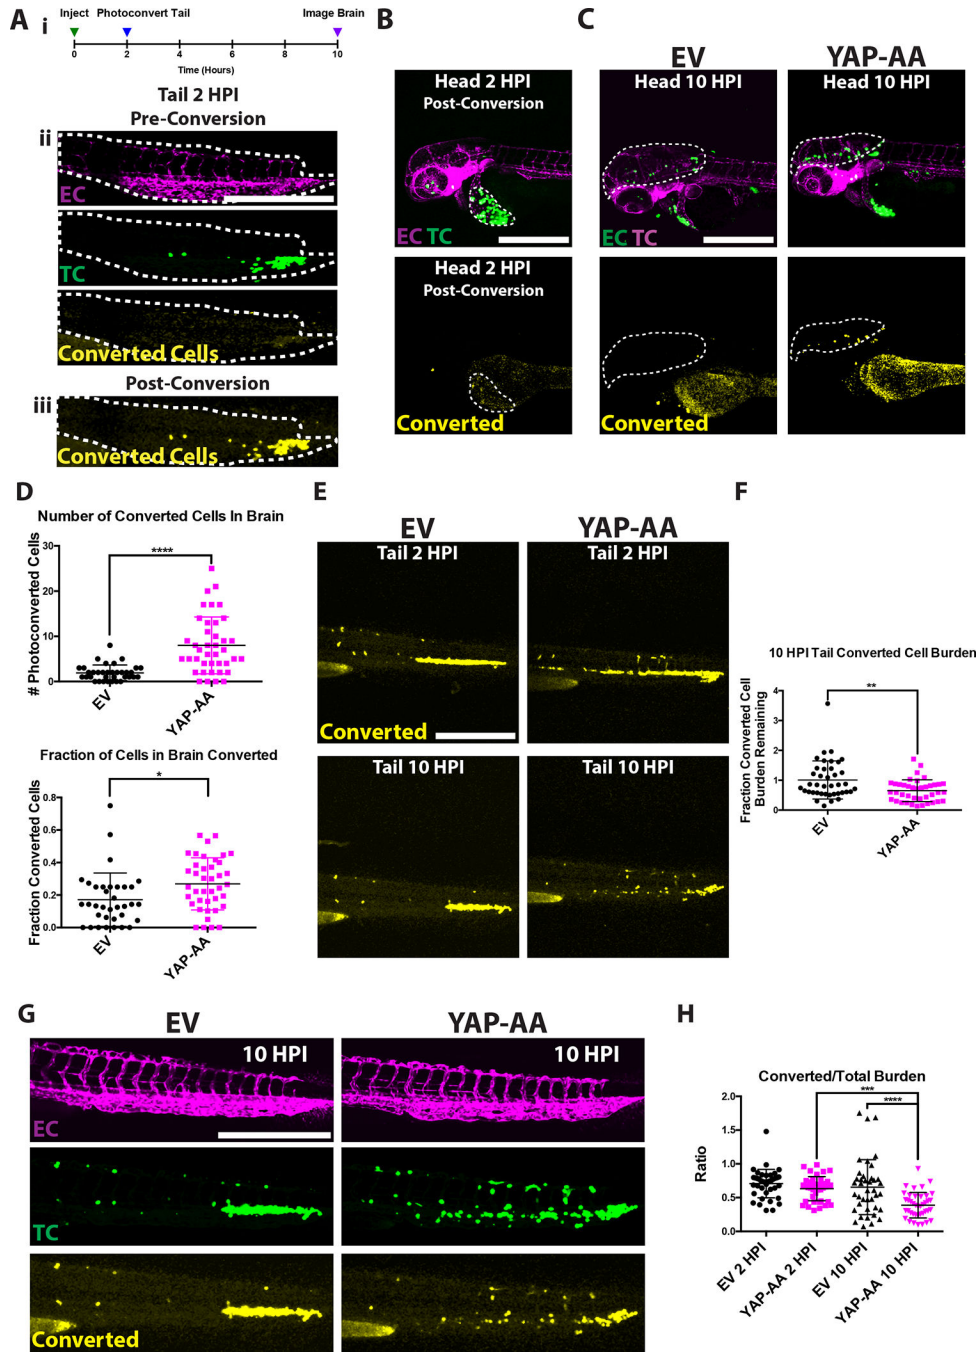 A
i
Inject
Photoconvert Tail
Image Brain
0 2 4 6 8 10
Time (Hours)
Tail 2 HPI
Pre-Conversion
ii
EC
TC
Converted Cells
Post-Conversion
iii
Converted Cells
B
Head 2 HPI
Post-Conversion
EC TC
Head 2 HPI
Post-Conversion
Converted
C
EV
YAP-AA
Head 10 HPI
Head 10 HPI
EC TC
Converted
D
Number of Converted Cells In Brain
# Photoconverted Cells
30
20
10
0
****
EV
YAP-AA
Fraction of Cells in Brain Converted
Fraction Converted Cells
0.8
0.6
0.4
0.2
0.0
*
EV
YAP-AA
E
EV
YAP-AA
Tail 2 HPI
Tail 2 HPI
Converted
Tail 10 HPI
Tail 10 HPI
F
10 HPI Tail Converted Cell Burden
Fraction Converted Cell
Burden Remaining
4
3
2
1
0
**
EV
YAP-AA
G
EV
YAP-AA
10 HPI
10 HPI
EC
TC
Converted
H
Converted/Total Burden
Ratio
2.0
1.5
1.0
0.5
0.0
***
****
EV 2 HPI
YAP-AA 2 HPI
EV 10 HPI
YAP-AA 10 HPI